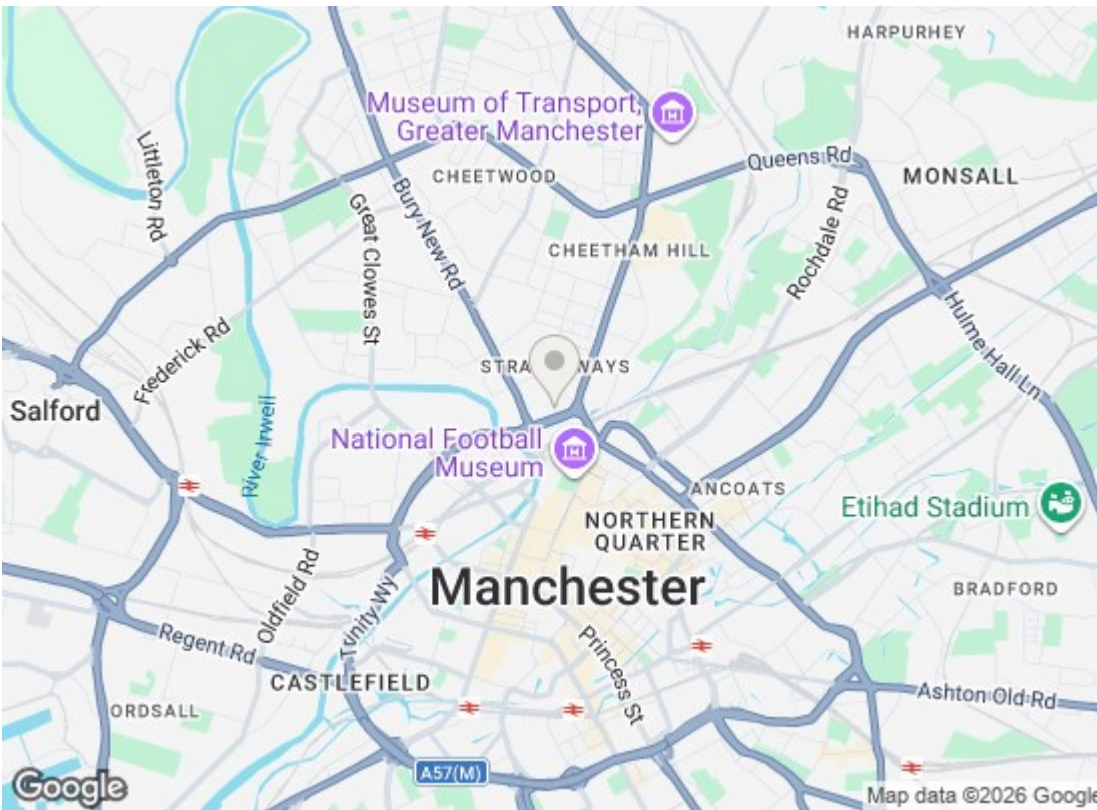 HARPURHEY
Museum of Transport,
Greater Manchester
Littleton Rd
Queens Rd
CHEETWOOD
MONSALL
Bury New Rd
Great Clowes St
Rochdale Rd
CHEETHAM HILL
Hulme Hall Ln
Frederick Rd
Salford
River Irwell
National Football
Museum
ANCOATS
Etihad Stadium
NORTHERN
QUARTER
Manchester
BRADFORD
Oldfield Rd
Trinity Wy
Regent Rd
Princess St
CASTLEFIELD
Ashton Old Rd
ORDSALL
A57(M)
Google
Map data ©2026 Google